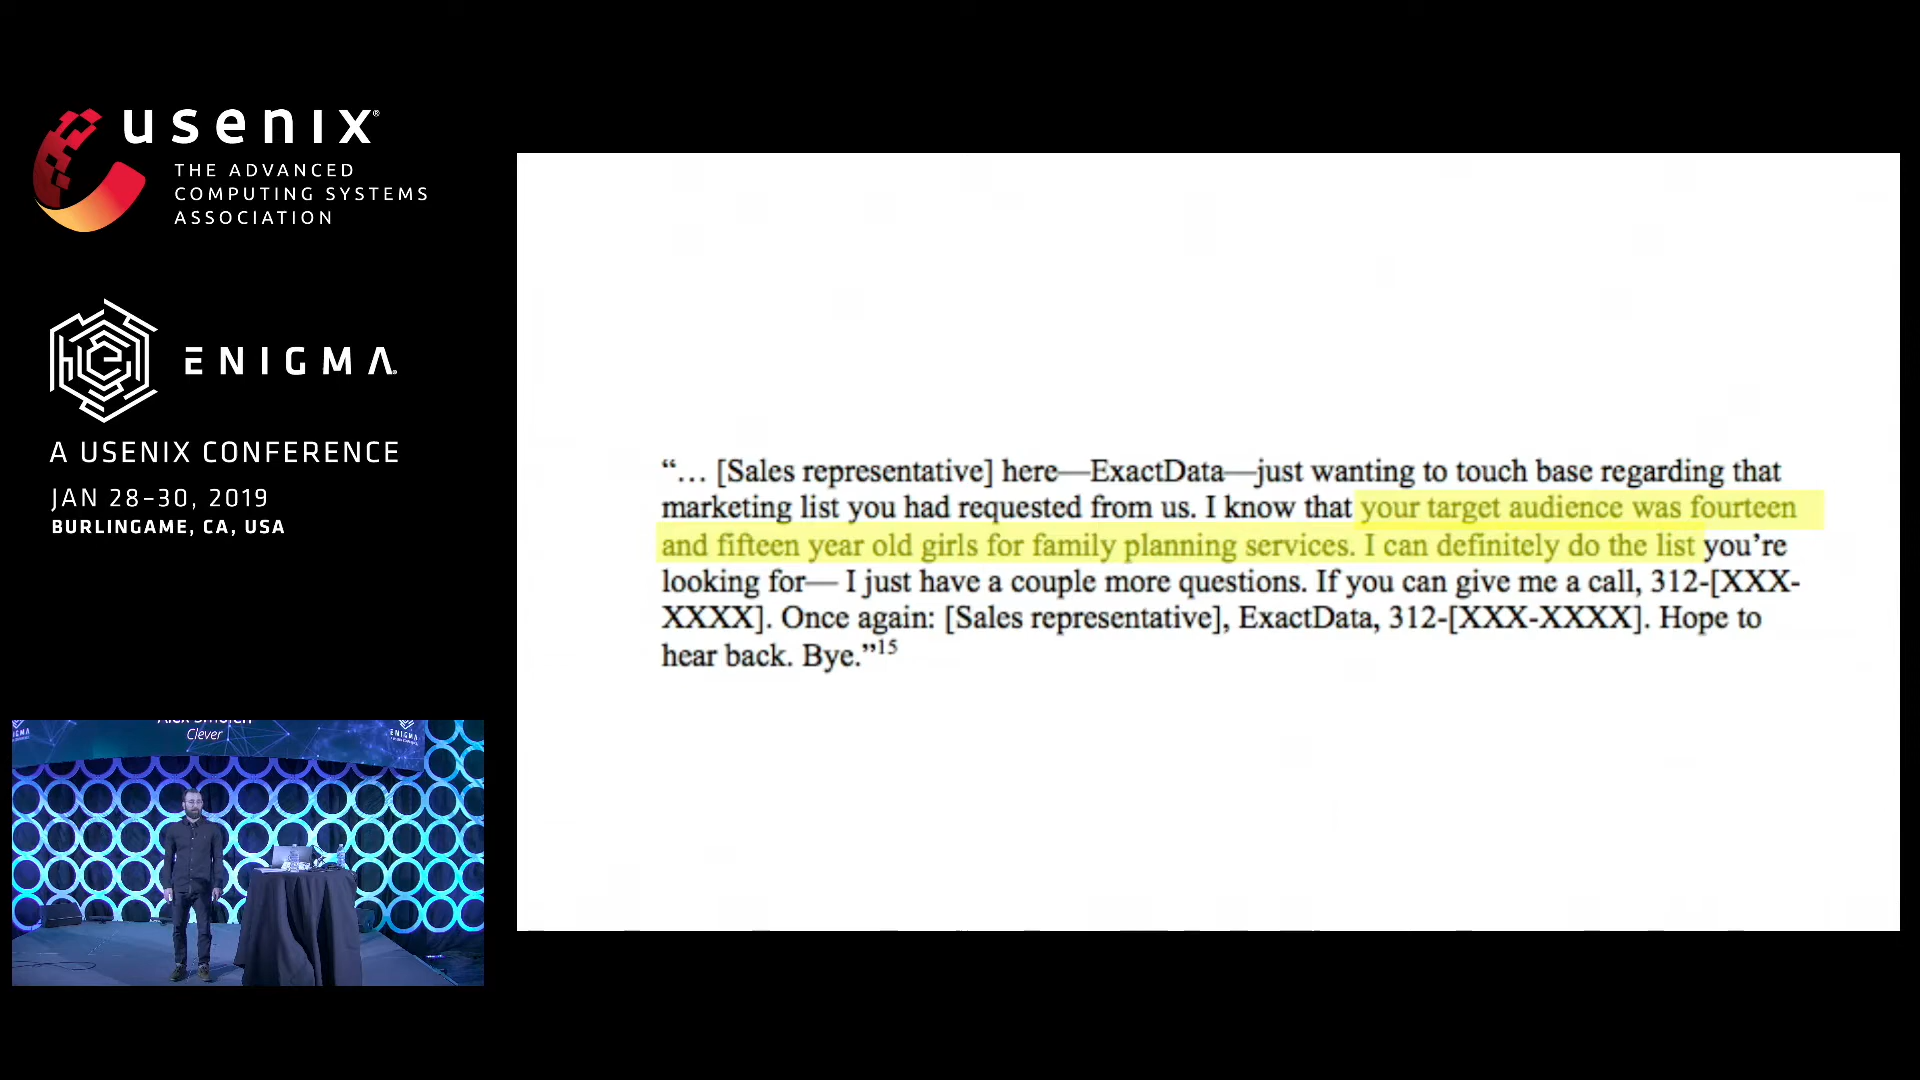 usenix®
THE ADVANCED
COMPUTING SYSTEMS
ASSOCIATION
ENIGMA
A USENIX CONFERENCE
JAN 28–30, 2019
BURLINGAME, CA, USA
“… [Sales representative] here—ExactData—just wanting to touch base regarding that
marketing list you had requested from us. I know that your target audience was fourteen
and fifteen year old girls for family planning services. I can definitely do the list you’re
looking for— I just have a couple more questions. If you can give me a call, 312-[XXX-
XXXX]. Once again: [Sales representative], ExactData, 312-[XXX-XXXX]. Hope to
hear back. Bye.”15
Clever
ENIGMA